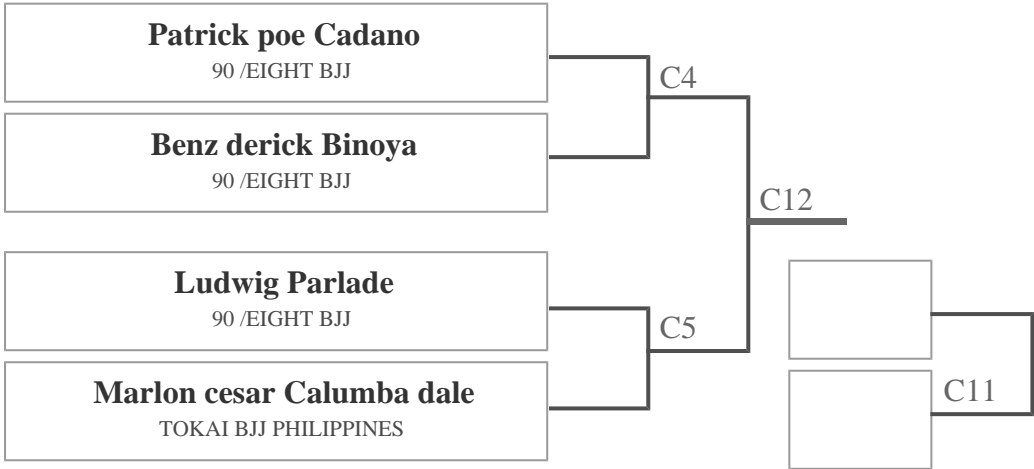 Patrick poe Cadano
90 /EIGHT BJJ
C4
Benz derick Binoya
90 /EIGHT BJJ
C12
Ludwig Parlade
90 /EIGHT BJJ
C5
Marlon cesar Calumba dale
TOKAI BJJ PHILIPPINES
C11